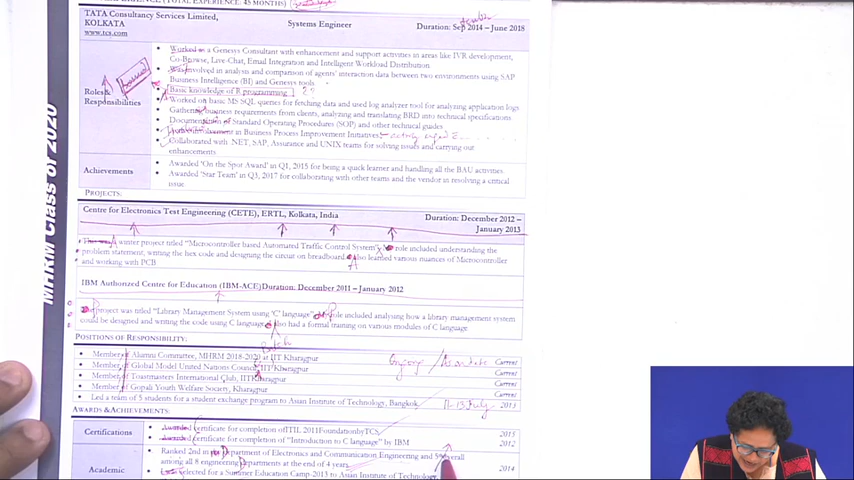 TATA Consultancy Services Limited,
KOLKATA
www.tcs.com
Systems Engineer
Duration: Sep 2014 – June 2018
MHRM Class of 2020
Roles &
Responsibilities
Worked as a Genesys Consultant with enhancement and support activities in areas like IVR development,
Co-Browse, Live-Chat, Email Integration and Intelligent Workload Distribution
Was involved in analysis and comparison of agents' interaction data between two environments using SAP
Business Intelligence (BI) and Genesys tools
Basic knowledge of R programming
Worked on basic MS SQL queries for fetching data and used log analyzer tool for analysing application logs
Gathering business requirements from clients, analyzing and translating BRD into technical specifications.
Standard Operating Procedures (SOP) and other technical guides
in Business Process Improvement Initiatives
Collaborated with .NET, SAP, Assurance and UNIX teams for solving issues and carrying out
enhancements
Achievements
Awarded 'On the Spot Award' in Q1, 2015 for being a quick learner and handling all the BAU activities
Awarded 'Star Team' in Q3, 2017 for collaborating with other teams and the vendor in resolving a critical
issue
PROJECTS:
Centre for Electronics Test Engineering (CETE), ERTL, Kolkata, India
Duration: December 2012 –
January 2013
winter project titled "Microcontroller based Automated Traffic Control System" role included understanding the
problem statement, writing the hex code and designing the circuit on breadboard learned various nuances of Microcontroller
and working with PCB
IBM Authorized Centre for Education (IBM-ACE)Duration: December 2011 – January 2012
project was titled "Library Management System using 'C' language" role included analysing how a library management system
could be designed and writing the code using C language also had a formal training on various modules of C language
POSITIONS OF RESPONSIBILITY:
Member of Alumni Committee, MHRM 2018-2020 at IIT Kharagpur
Current
Member of Global Model United Nations Council, IIT Kharagpur
Current
Member of Toastmasters International Club, IIT Kharagpur
Current
Member of Gopali Youth Welfare Society, Kharagpur
Current
Led a team of 5 students for a student exchange program to Asian Institute of Technology, Bangkok
July 2013
AWARDS &ACHIEVEMENTS:
Certifications
Awarded Certificate for completion ofITIL 2011FoundationbyTCS
2015
Awarded Certificate for completion of "Introduction to C language" by IBM
2012
Academic
Ranked 2nd in Department of Electronics and Communication Engineering and overall
among all 8 engineering Departments at the end of 4 years
2014
selected for a Summer Education Camp-2013 to Asian Institute of Technology